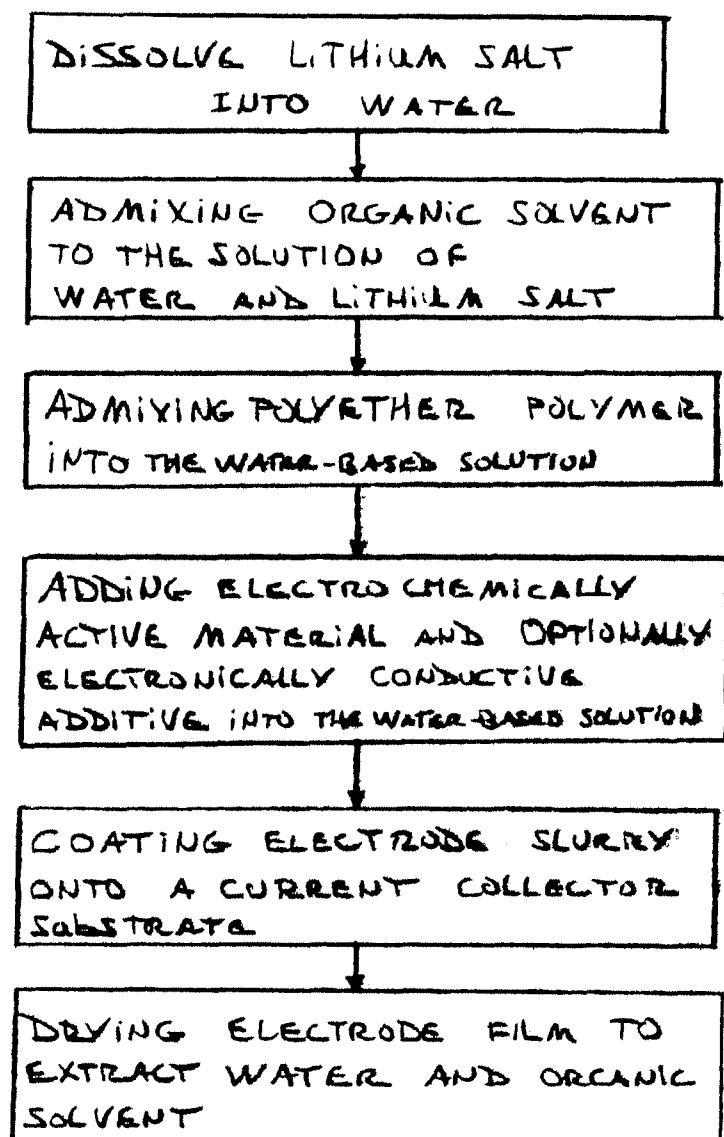 DiSSOLVE LiTHiUM SALT
INTO WATER
ADMiXiNG ORGANiC SOLVENT
TO THE SOLUTION OF
WATER AND LiTHiUM SALT
ADMiXiNG POLYETHER POLYMER
iNTO THE WATER-BASED SOLUTION
ADDiNG ELECTROCHEMiCALLY
ACTiVE MATERiAL AND OPTiONALLY
ELECTRONiCALLY CONDUCTiVE
ADDiTiVE iNTO THE WATER-BASED SOLUTiON
COATiNG ELECTRODE SLURRY
ONTO A CURRENT COLLECTOR
SUbSTRATE
DRYiNG ELECTRODE FiLM TO
EXTRACT WATER AND ORGANiC
SOLVENT